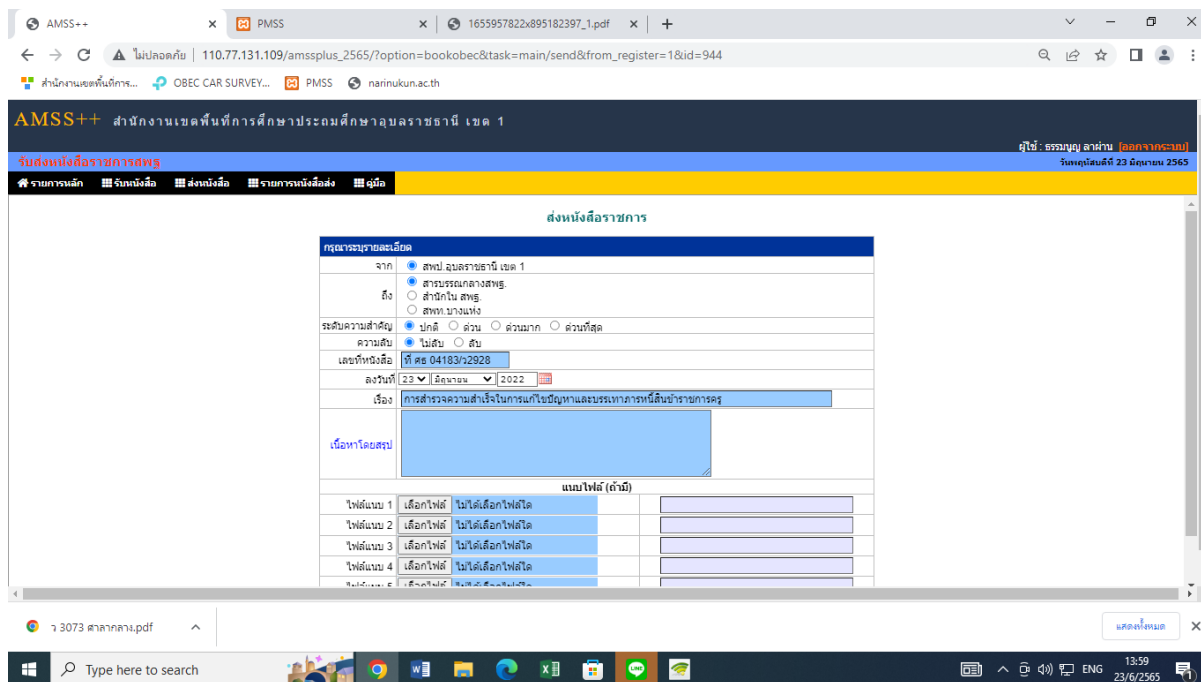 AMSS++
PMSS
1655957822x895182397_1.pdf
ไม่ปลอดภัย | 110.77.131.109/amssplus_2565/?option=bookobec&task=main/send&from_register=1&id=944
สำนักงานเขตพื้นที่การ... OBEC CAR SURVEY... PMSS narinukun.ac.th
AMSS++ สำนักงานเขตพื้นที่การศึกษาประถมศึกษาอุบลราชธานี เขต 1
ผู้ใช้ : ธรรมนูญ ลาผ่าน [ออกจากระบบ]
รับส่งหนังสือราชการสพฐ วันพฤหัสบดีที่ 23 มิถุนายน 2565
รายการหลัก รับหนังสือ ส่งหนังสือ รายการหนังสือส่ง คู่มือ
ส่งหนังสือราชการ
กรุณาระบุรายละเอียด
จาก สพป.อุบลราชธานี เขต 1
ถึง สารบรรณกลางสพฐ.
สำนักใน สพฐ.
สพท.บางแห่ง
ระดับความสำคัญ ปกติ ด่วน ด่วนมาก ด่วนที่สุด
ความลับ ไม่ลับ ลับ
เลขที่หนังสือ ที่ ศธ 04183/ว2928
ลงวันที่ 23 มิถุนายน 2022
เรื่อง การสำรวจความสำเร็จในการแก้ไขปัญหาและบรรเทาภารหนี้สินข้าราชการครู
เนื้อหาโดยสรุป
แนบไฟล์ (ถ้ามี)
ไฟล์แนบ 1 เลือกไฟล์ ไม่ได้เลือกไฟล์ใด
ไฟล์แนบ 2 เลือกไฟล์ ไม่ได้เลือกไฟล์ใด
ไฟล์แนบ 3 เลือกไฟล์ ไม่ได้เลือกไฟล์ใด
ไฟล์แนบ 4 เลือกไฟล์ ไม่ได้เลือกไฟล์ใด
ไฟล์แนบ 5 เลือกไฟล์ ไม่ได้เลือกไฟล์ใด
ว 3073 ศาลากลาง.pdf แสดงทั้งหมด
Type here to search ENG 13:59
23/6/2565